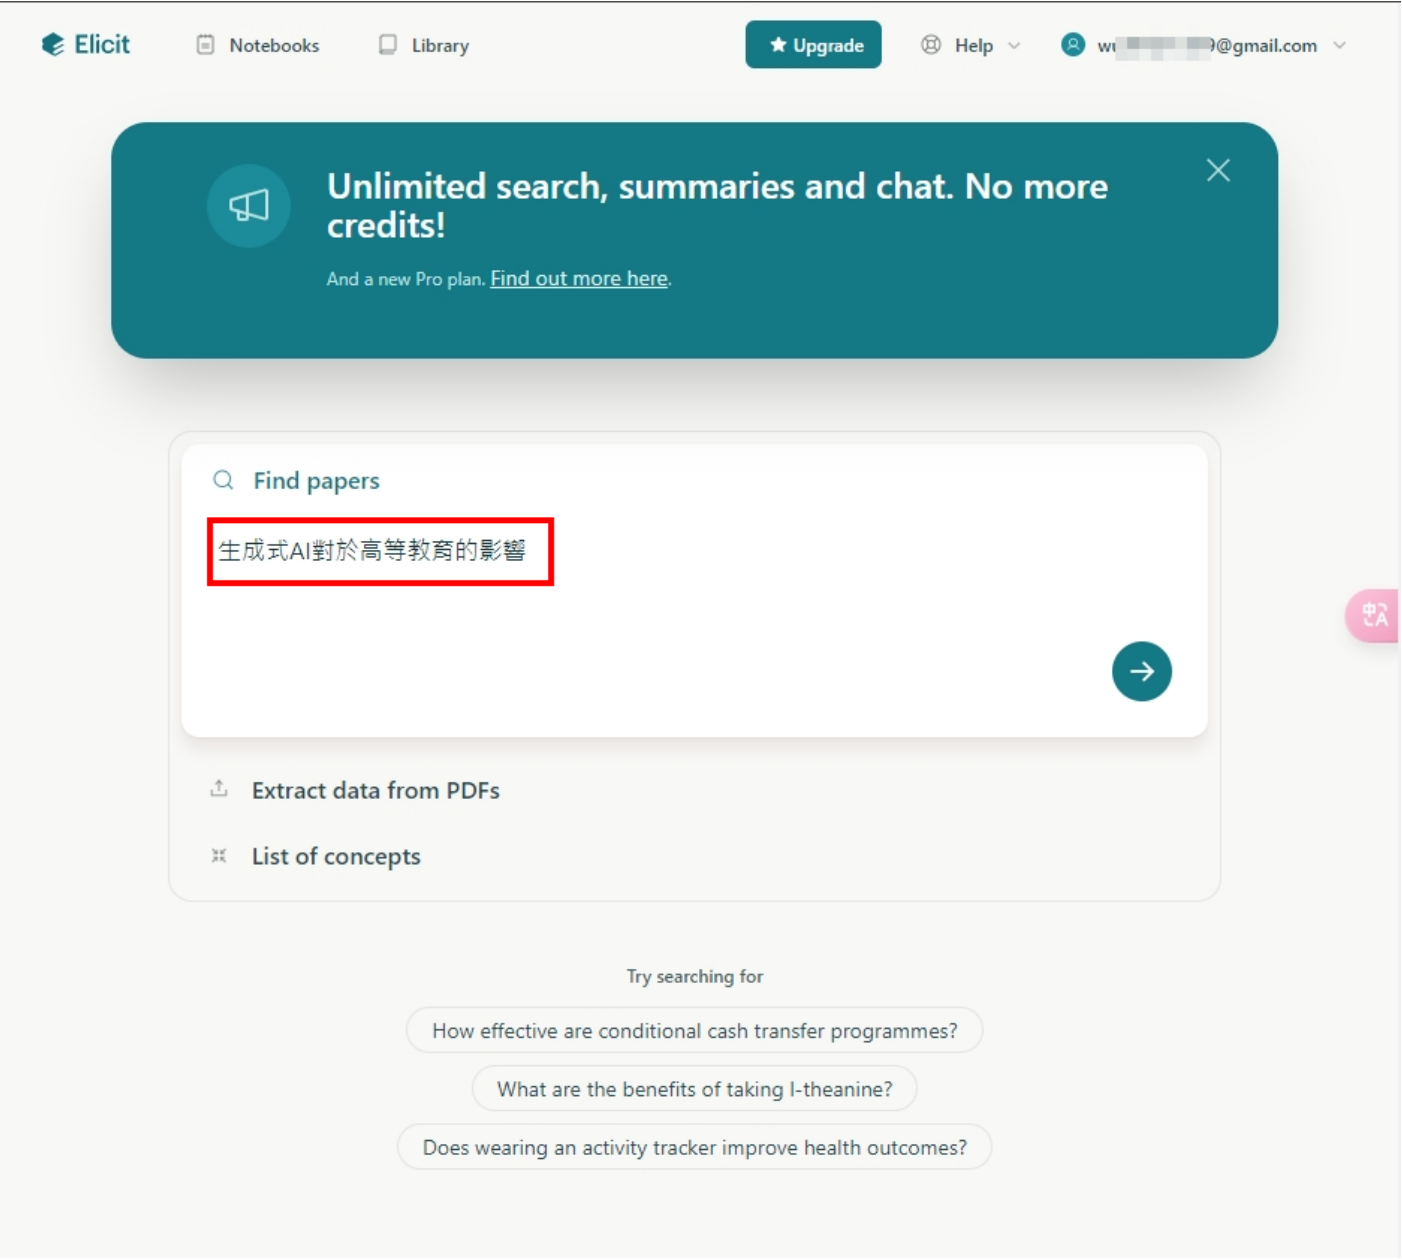 Elicit
Notebooks
Library
Upgrade
Help
@gmail.com
Unlimited search, summaries and chat. No more
credits!
And a new Pro plan. Find out more here.
Find papers
生成式AI對於高等教育的影響
中A
Extract data from PDFs
List of concepts
Try searching for
How effective are conditional cash transfer programmes?
What are the benefits of taking l-theanine?
Does wearing an activity tracker improve health outcomes?